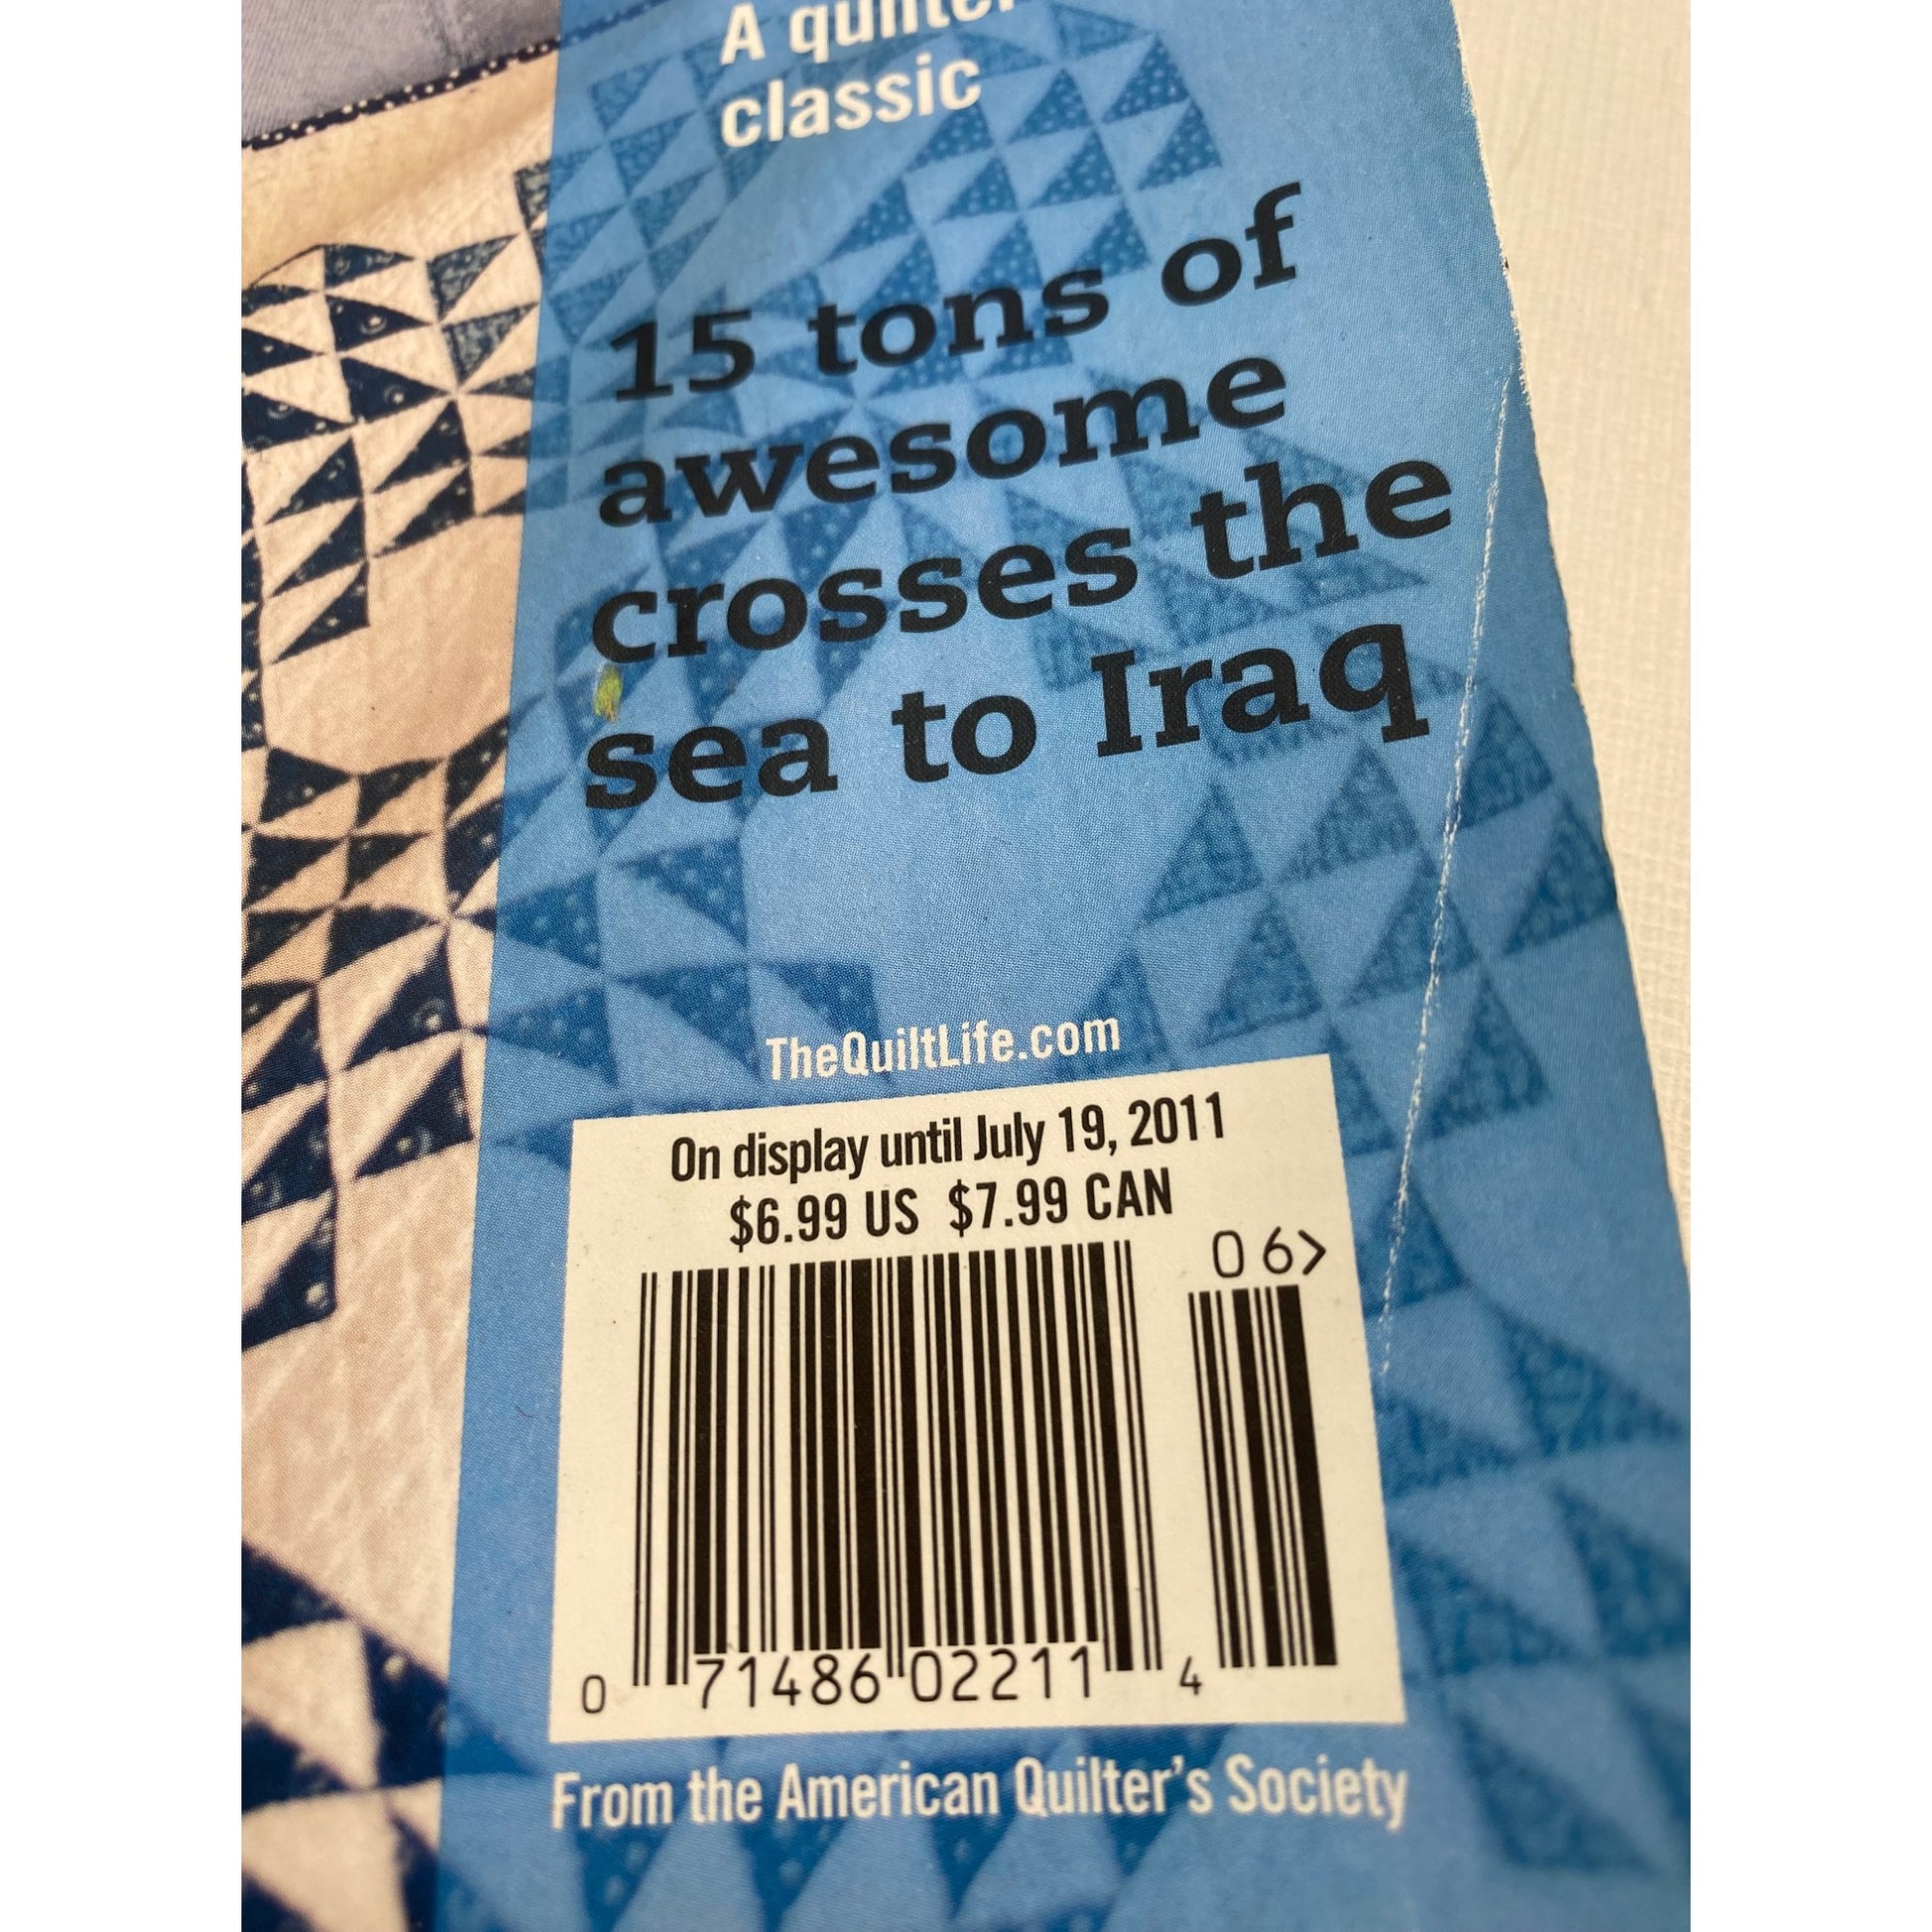 A quilter
classic
15 tons of
awesome
crosses the
sea to Iraq
TheQuiltLife.com
On display until July 19, 2011
$6.99 US $7.99 CAN
06>
0 71486 02211 4
From the American Quilter's Society